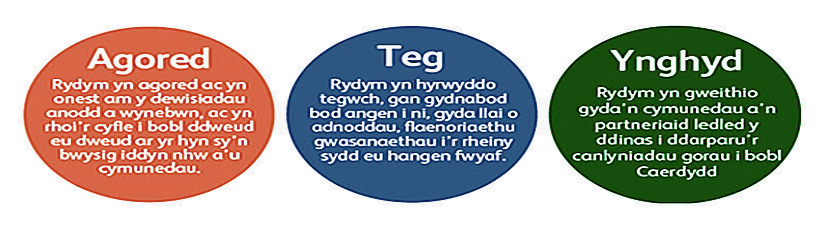 Agored
Rydym yn agored ac yn
onest am y dewisiadau
anodd a wynebwn, ac yn
rhoi'r cyfle i bobl ddweud
eu dweud ar yr hyn sy'n
bwysig iddyn nhw a'u
cymunedau.
Teg
Rydym yn hyrwyddo
tegwch, gan gydnabod
bod angen i ni, gyda llai o
adnoddau, flaenoriaethu
gwasanaethau i'r rheiny
sydd eu hangen fwyaf.
Ynghyd
Rydym yn gweithio
gyda'n cymunedau a'n
partneriaid ledled y
ddinas i ddarparu'r
canlyniadau gorau i bobl
Caerdydd